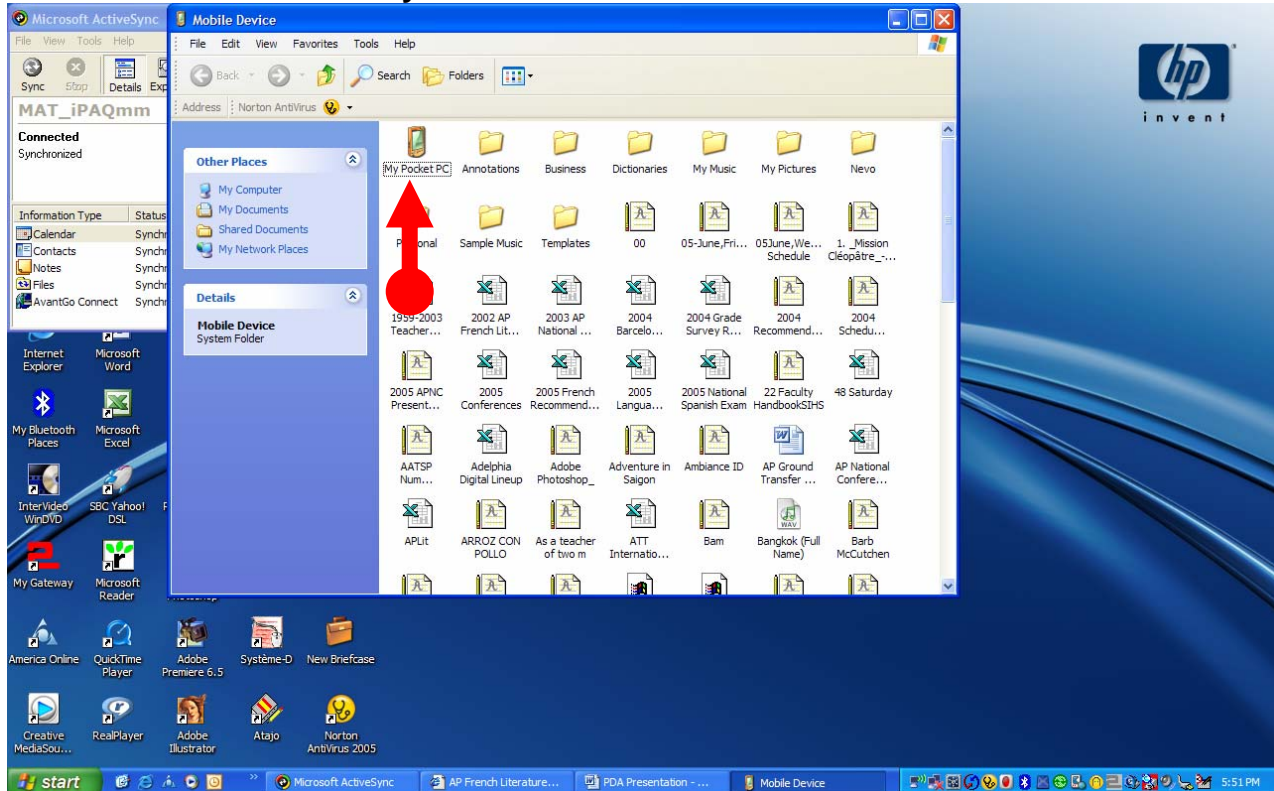 Microsoft ActiveSync
File View Tools Help
Sync Stop Details Exp
MAT_iPAQmm
Connected
Synchronized
Information Type Status
Calendar Synchr
Contacts Synchr
Notes Synchr
Files Synchr
AvantGo Connect Synchr
Mobile Device
File Edit View Favorites Tools Help
Back Search Folders
Address Norton AntiVirus
Other Places
My Computer
My Documents
Shared Documents
My Network Places
Details
Mobile Device
System Folder
My Pocket PC Annotations Business Dictionaries My Music My Pictures Nevo
Sample Music Templates 00 05-June,Fri... 05June,We... 1. _Mission
Schedule Cléopâtre_-...
1959-2003 2002 AP 2003 AP 2004 2004 Grade 2004 2004
Teacher... French Lit... National ... Barcelo... Survey R... Recommend... Schedu...
2005 APNC 2005 2005 French 2005 2005 National 22 Faculty 48 Saturday
Present... Conferences Recommend... Langua... Spanish Exam HandbookSIHS
AATSP Adelphia Adobe Adventure in Ambiance ID AP Ground AP National
Num... Digital Lineup Photoshop_ Saigon Transfer ... Confere...
APLit ARROZ CON As a teacher ATT Bam Bangkok (Full Barb
POLLO of two m Internatio... Name) McCutchen
WAV
hp
invent
Internet Microsoft
Explorer Word
My Bluetooth Microsoft
Places Excel
InterVideo SBC Yahoo!
WinDVD DSL
My Gateway Microsoft
Reader
America Online QuickTime Adobe Système-D New Briefcase
Player Premiere 6.5
Creative RealPlayer Adobe Atajo Norton
MediaSou... Illustrator AntiVirus 2005
start Microsoft ActiveSync AP French Literature... PDA Presentation - ... Mobile Device 5:51 PM